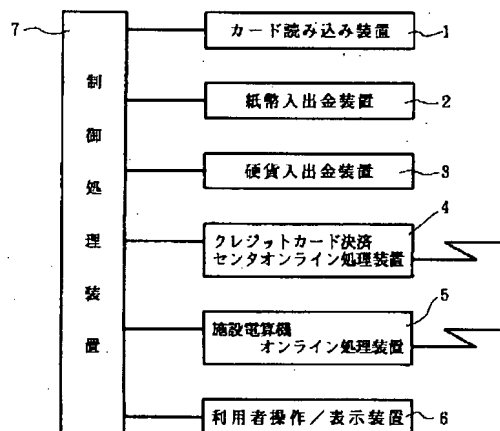 7
制御処理装置
カード読み込み装置
1
紙幣入出金装置
2
硬貨入出金装置
3
クレジットカード決済
センタオンライン処理装置
4
施設電算機
オンライン処理装置
5
利用者操作／表示装置
6